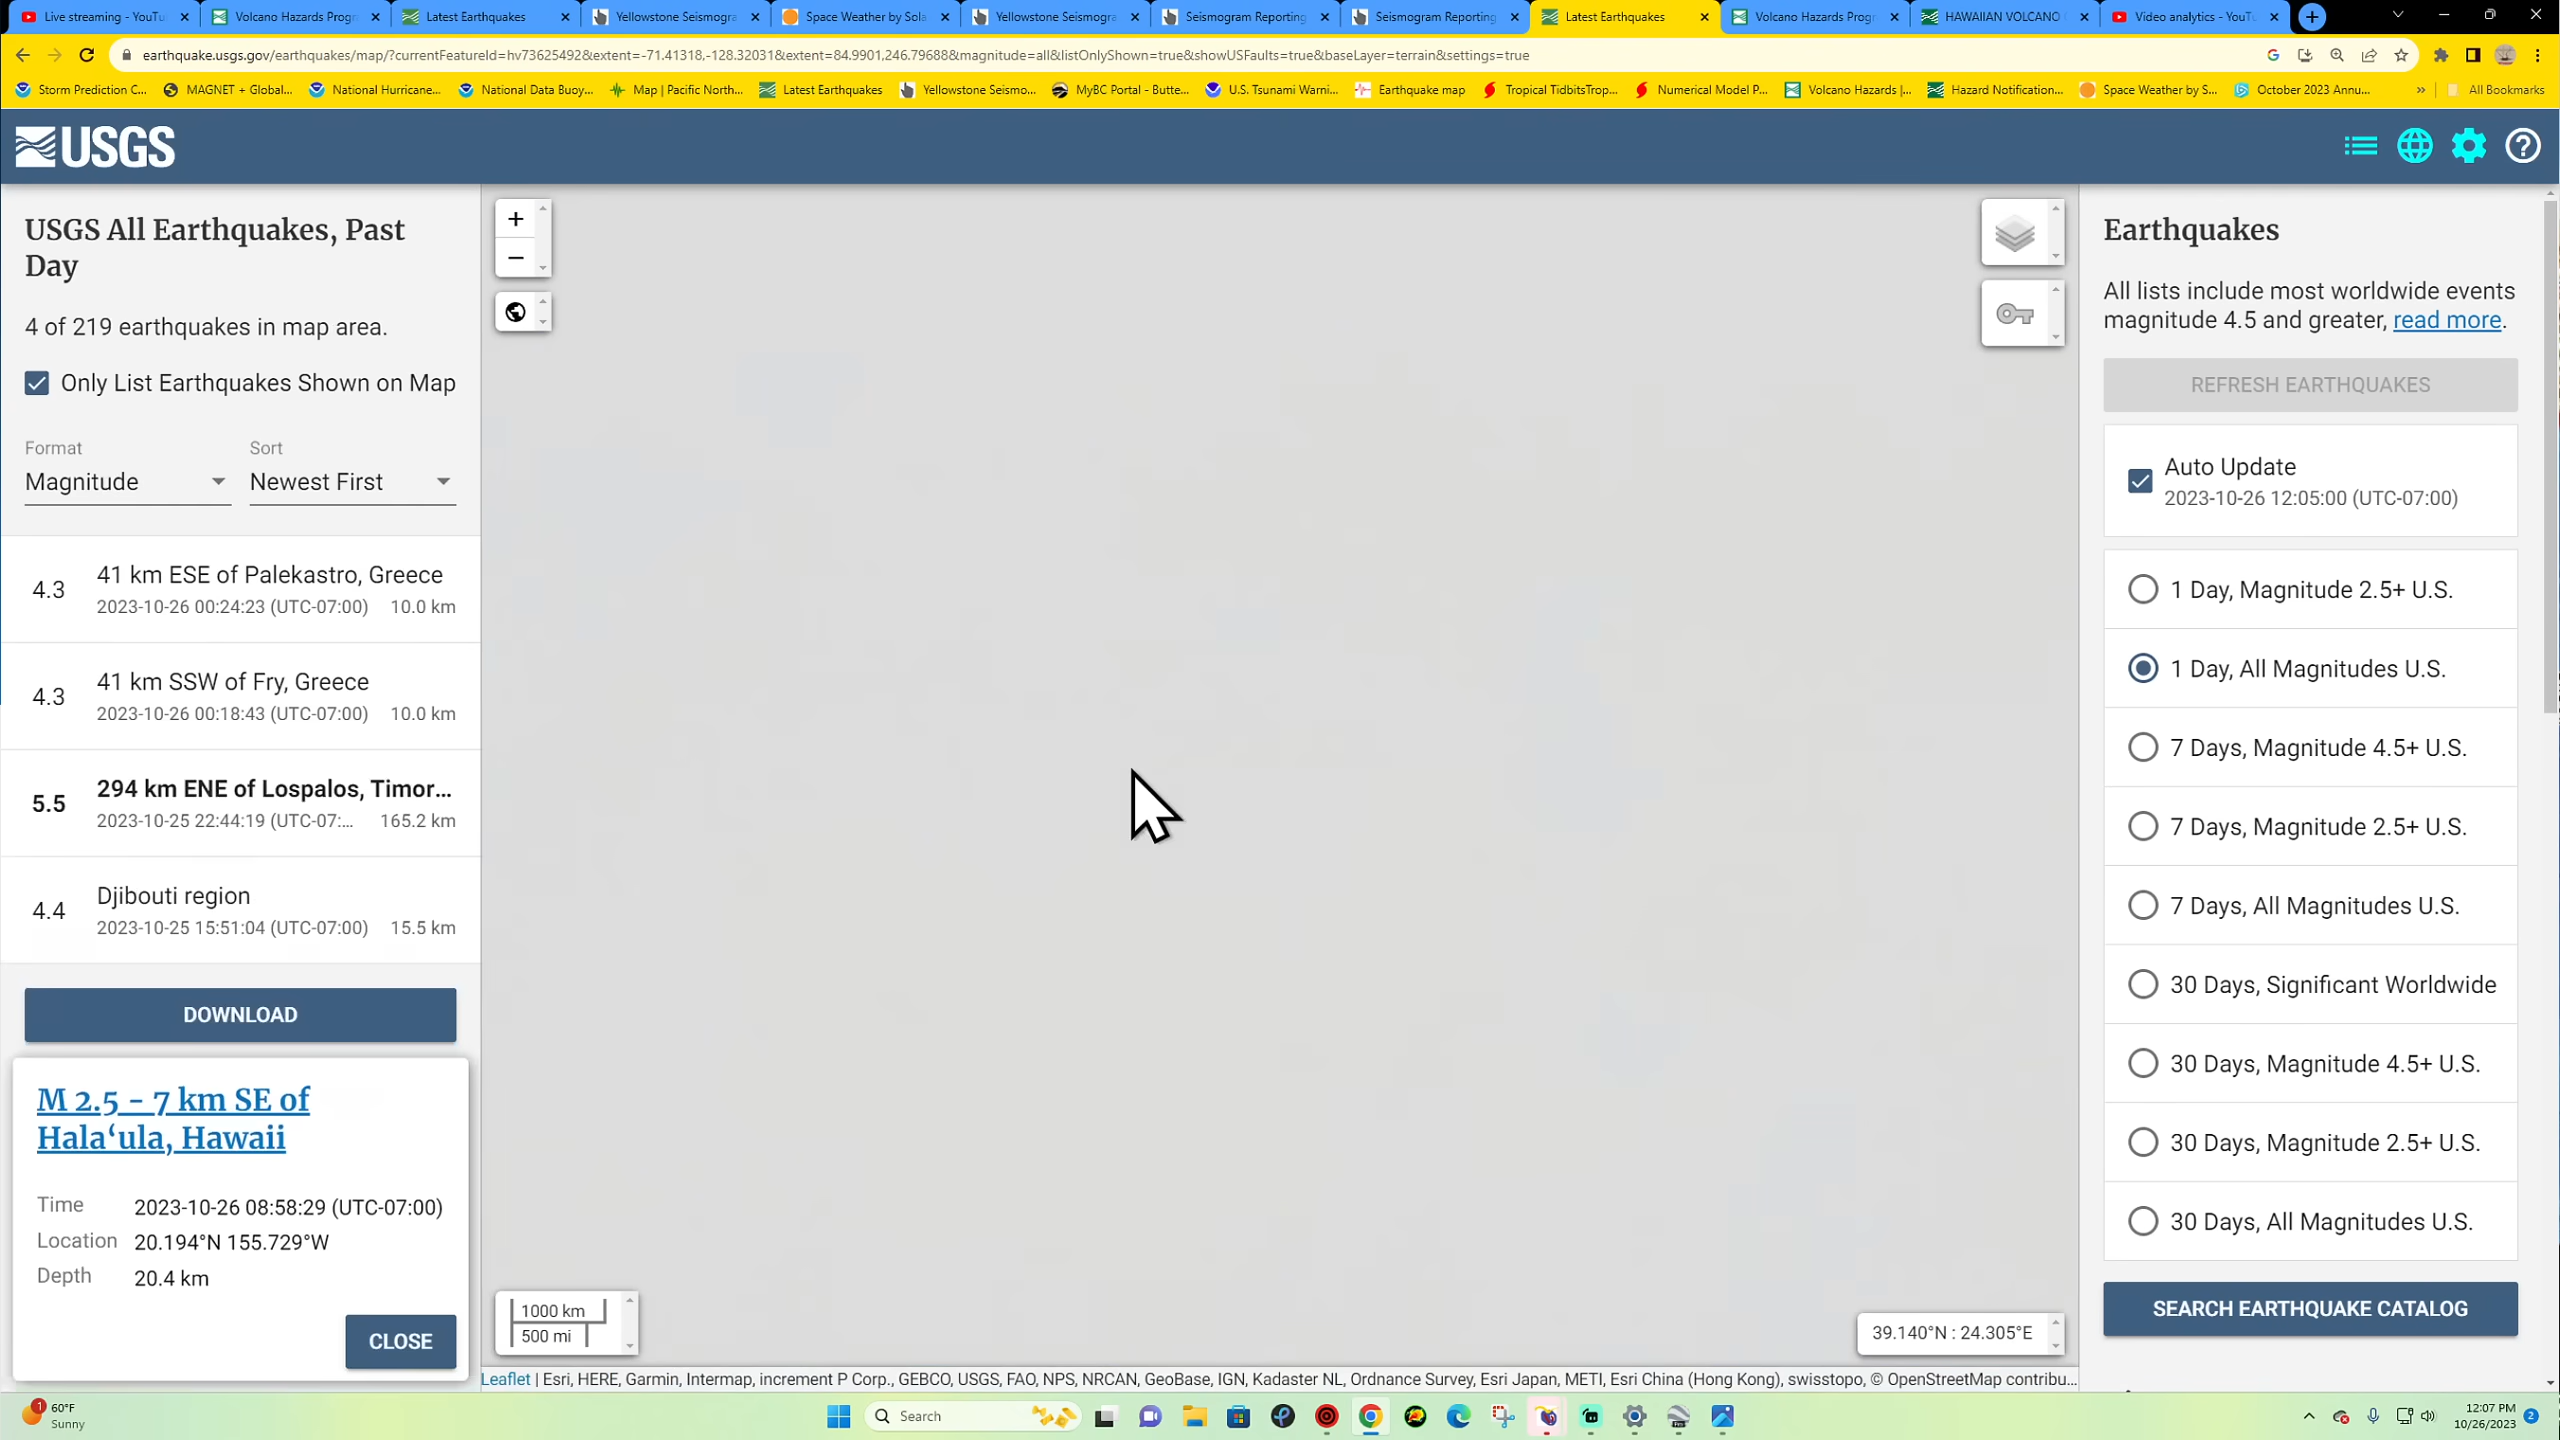 Live streaming - YouTu
Volcano Hazards Progr
Latest Earthquakes
Yellowstone Seismogra
Space Weather by Sola
Yellowstone Seismogra
Seismogram Reporting
Seismogram Reporting
Latest Earthquakes
Volcano Hazards Progr
HAWAIIAN VOLCANO
Video analytics - YouTu
earthquake.usgs.gov/earthquakes/map/?currentFeatureId=hv73625492&extent=-71.41318,-128.32031&extent=84.9901,246.79688&magnitude=all&listOnlyShown=true&showUSFaults=true&baseLayer=terrain&settings=true
Storm Prediction C...
MAGNET + Global...
National Hurricane...
National Data Buoy...
Map | Pacific North...
Latest Earthquakes
Yellowstone Seismo...
MyBC Portal - Butte...
U.S. Tsunami Warni...
Earthquake map
Tropical TidbitsTrop...
Numerical Model P...
Volcano Hazards |...
Hazard Notification...
Space Weather by S...
October 2023 Annu...
»
All Bookmarks
USGS
USGS All Earthquakes, Past
Day
4 of 219 earthquakes in map area.
Only List Earthquakes Shown on Map
Format
Sort
Magnitude
Newest First
4.3
41 km ESE of Palekastro, Greece
2023-10-26 00:24:23 (UTC-07:00) 10.0 km
4.3
41 km SSW of Fry, Greece
2023-10-26 00:18:43 (UTC-07:00) 10.0 km
5.5
294 km ENE of Lospalos, Timor...
2023-10-25 22:44:19 (UTC-07:... 165.2 km
4.4
Djibouti region
2023-10-25 15:51:04 (UTC-07:00) 15.5 km
DOWNLOAD
M 2.5 - 7 km SE of
Hala‘ula, Hawaii
Time 2023-10-26 08:58:29 (UTC-07:00)
Location 20.194°N 155.729°W
Depth 20.4 km
CLOSE
+
−
1000 km
500 mi
39.140°N : 24.305°E
Leaflet | Esri, HERE, Garmin, Intermap, increment P Corp., GEBCO, USGS, FAO, NPS, NRCAN, GeoBase, IGN, Kadaster NL, Ordnance Survey, Esri Japan, METI, Esri China (Hong Kong), swisstopo, © OpenStreetMap contribu...
Earthquakes
All lists include most worldwide events
magnitude 4.5 and greater, read more.
REFRESH EARTHQUAKES
Auto Update
2023-10-26 12:05:00 (UTC-07:00)
1 Day, Magnitude 2.5+ U.S.
1 Day, All Magnitudes U.S.
7 Days, Magnitude 4.5+ U.S.
7 Days, Magnitude 2.5+ U.S.
7 Days, All Magnitudes U.S.
30 Days, Significant Worldwide
30 Days, Magnitude 4.5+ U.S.
30 Days, Magnitude 2.5+ U.S.
30 Days, All Magnitudes U.S.
SEARCH EARTHQUAKE CATALOG
1
60°F
Sunny
Search
12:07 PM
10/26/2023
2